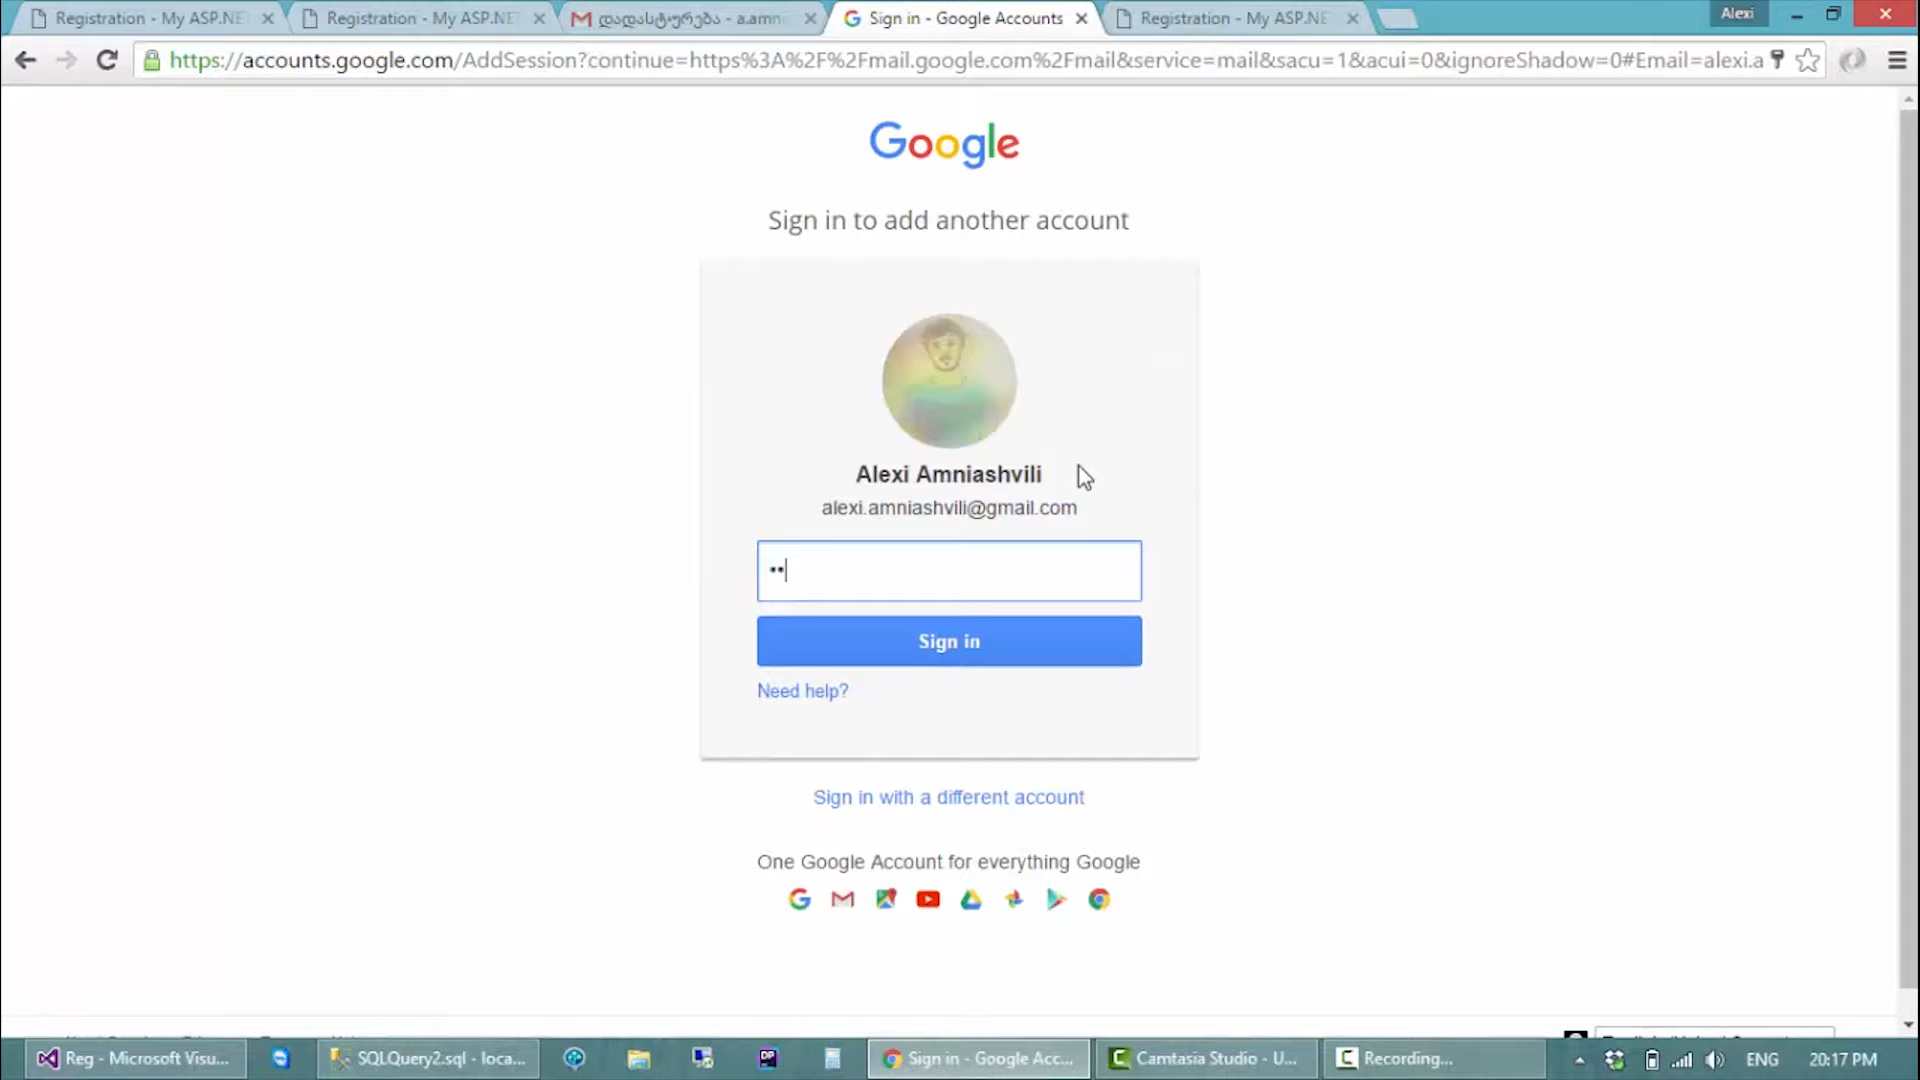 Registration - My ASP.NE
Registration - My ASP.NE
დადასტურება - a.amn
Sign in - Google Accounts
Registration - My ASP.NE
Alexi
https://accounts.google.com/AddSession?continue=https%3A%2F%2Fmail.google.com%2Fmail&service=mail&sacu=1&acui=0&ignoreShadow=0#Email=alexi.a
Google
Sign in to add another account
Alexi Amniashvili
alexi.amniashvili@gmail.com
Sign in
Need help?
Sign in with a different account
One Google Account for everything Google
Reg - Microsoft Visu...
SQLQuery2.sql - loca...
DP
Sign in - Google Acc...
Camtasia Studio - U...
Recording...
ENG
20:17 PM